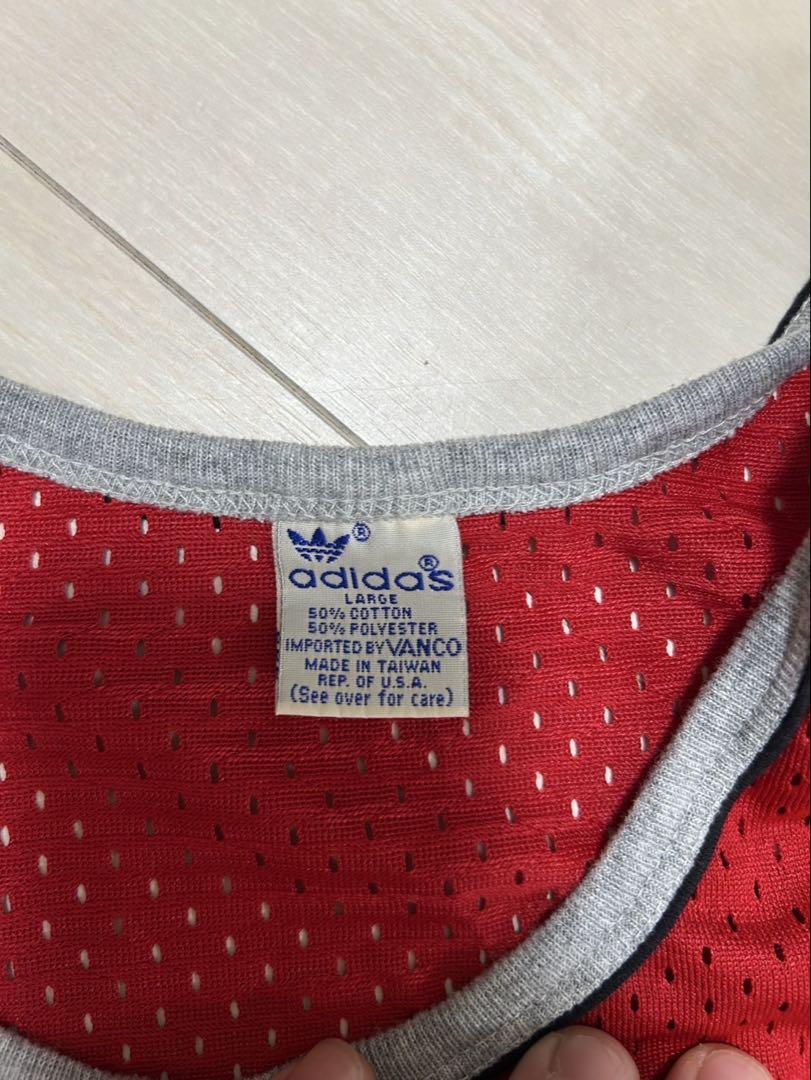 ®
adidas®
LARGE
50% COTTON
50% POLYESTER
IMPORTED BY VANCO
MADE IN TAIWAN
REP. OF U.S.A.
(See over for care)